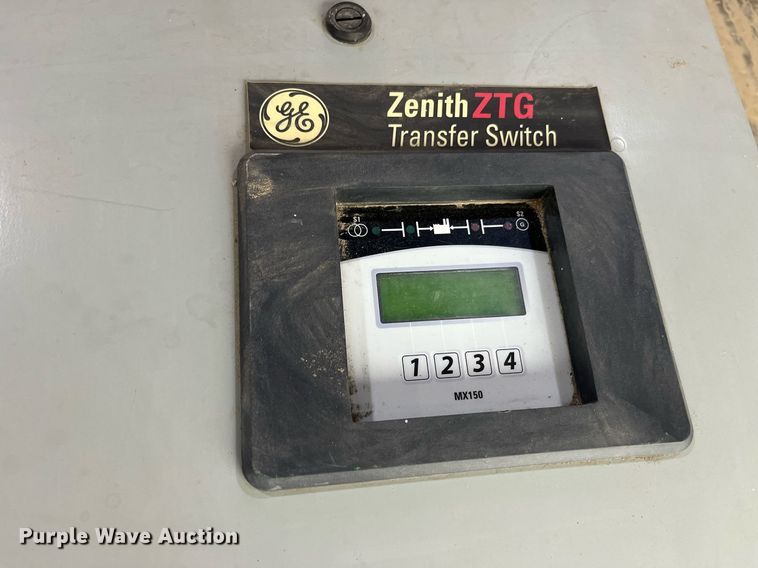 GE
Zenith ZTG
Transfer Switch
S1
S2
G
1 2 3 4
MX150
Purple Wave Auction